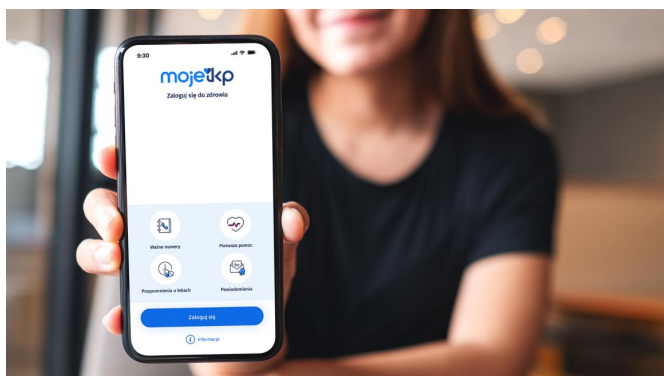 9:30
mojeikp
Zaloguj się do zdrowia
Ważne numery
Pierwsza pomoc
Przypomnienia o lekach
Powiadomienia
Zaloguj się
Informacje